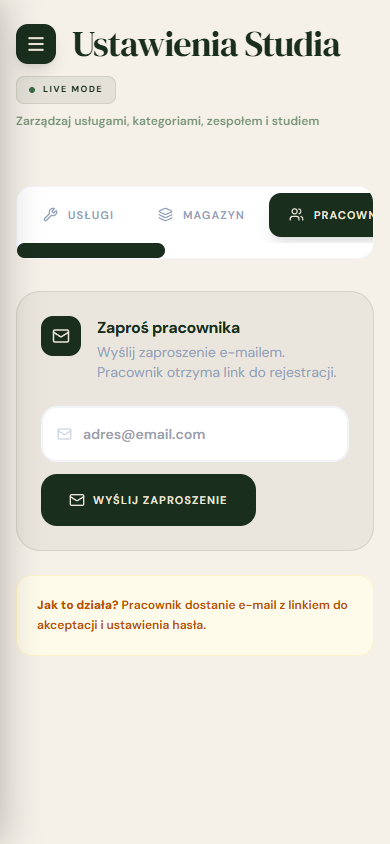 Ustawienia Studia
LIVE MODE
Zarządzaj usługami, kategoriami, zespołem i studiem
USŁUGI
MAGAZYN
PRACOWN
Zaproś pracownika
Wyślij zaproszenie e-mailem.
Pracownik otrzyma link do rejestracji.
adres@email.com
WYŚLIJ ZAPROSZENIE
Jak to działa? Pracownik dostanie e-mail z linkiem do
akceptacji i ustawienia hasła.